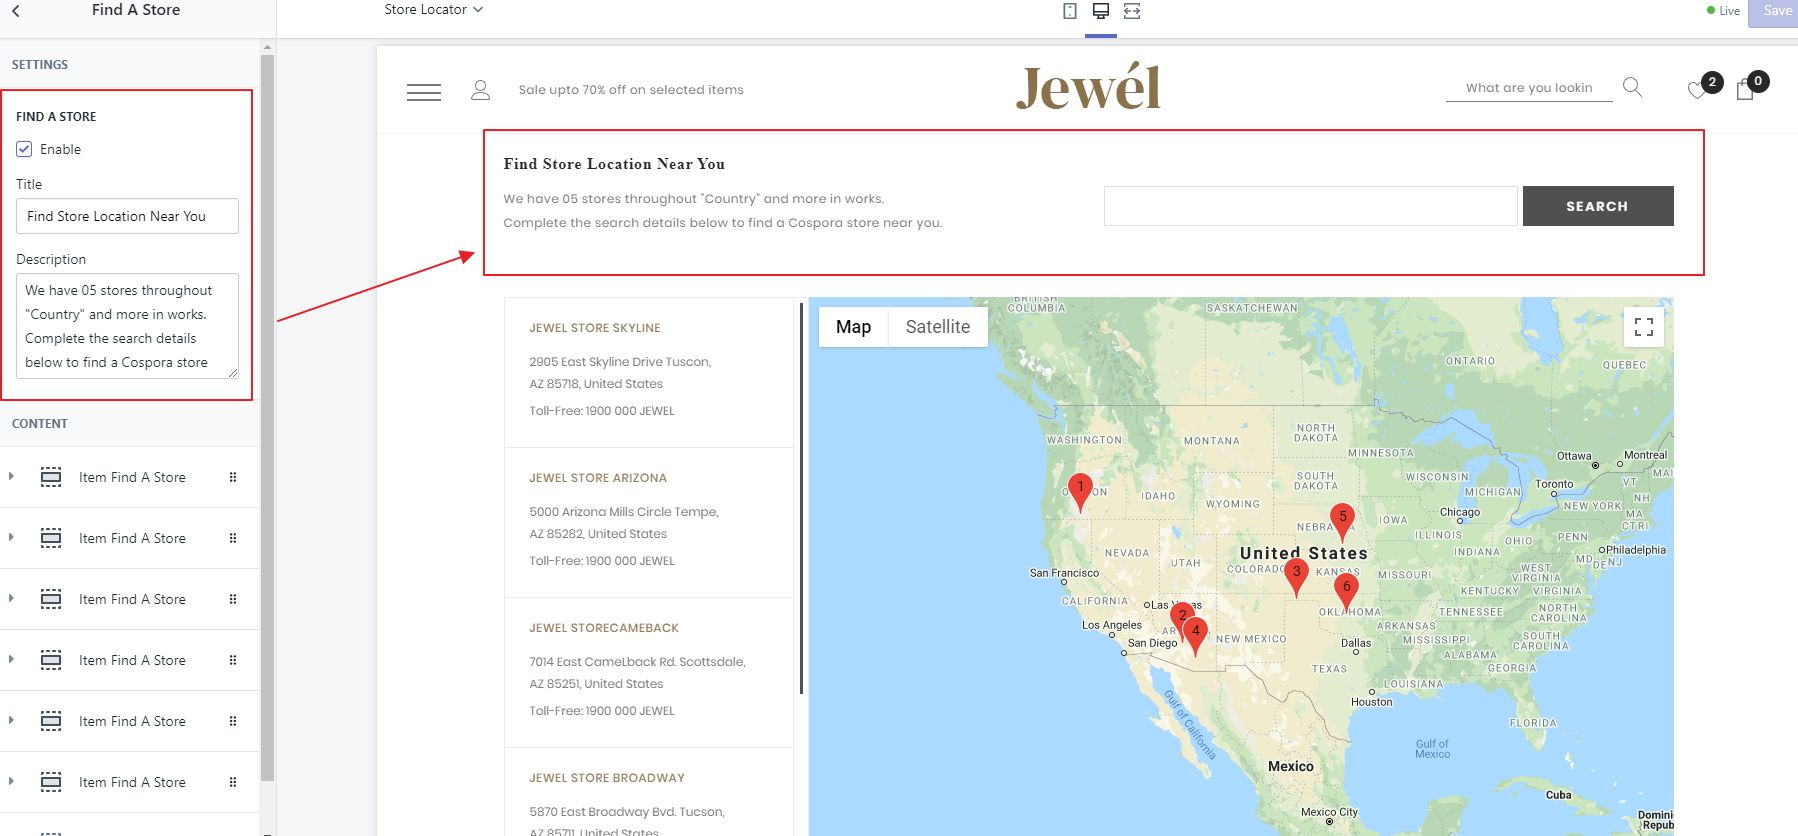 Find A Store
Store Locator
Live
Save
SETTINGS
FIND A STORE
Enable
Title
Find Store Location Near You
Description
We have 05 stores throughout
"Country" and more in works.
Complete the search details
below to find a Cospora store
CONTENT
Item Find A Store
Item Find A Store
Item Find A Store
Item Find A Store
Item Find A Store
Item Find A Store
Sale upto 70% off on selected items
Jewél
What are you lookin
2
0
Find Store Location Near You
We have 05 stores throughout "Country" and more in works.
Complete the search details below to find a Cospora store near you.
SEARCH
JEWEL STORE SKYLINE
2905 East Skyline Drive Tuscon,
AZ 85718, United States
Toll-Free: 1900 000 JEWEL
JEWEL STORE ARIZONA
5000 Arizona Mills Circle Tempe,
AZ 85282, United States
Toll-Free: 1900 000 JEWEL
JEWEL STORECAMEBACK
7014 East CameLback Rd. Scottsdale,
AZ 85251, United States
Toll-Free: 1900 000 JEWEL
JEWEL STORE BROADWAY
5870 East Broadway Bvd. Tucson,
AZ 85711, United States
Map
Satellite
BRITISH
COLUMBIA
SASKATCHEWAN
ONTARIO
QUEBEC
WASHINGTON
MONTANA
NORTH
DAKOTA
MINNESOTA
Ottawa
Montreal
SOUTH
DAKOTA
WISCONSIN
MICHIGAN
Toronto
VT
NH
NEW YORK
MA
CT
RI
1
IDAHO
WYOMING
5
IOWA
Chicago
ILLINOIS
INDIANA
OHIO
PENN
Philadelphia
MD
DE
NJ
NEVADA
UTAH
United States
COLORADO
3
KANSAS
MISSOURI
WEST
VIRGINIA
KENTUCKY
VIRGINIA
San Francisco
CALIFORNIA
6
OKLAHOMA
TENNESSEE
NORTH
CAROLINA
Los Angeles
2
4
NEW MEXICO
ARKANSAS
MISSISSIPPI
SOUTH
CAROLINA
San Diego
Dallas
ALABAMA
GEORGIA
TEXAS
LOUISIANA
Houston
FLORIDA
Gulf of California
Gulf of
Mexico
Mexico
Mexico City
Cuba